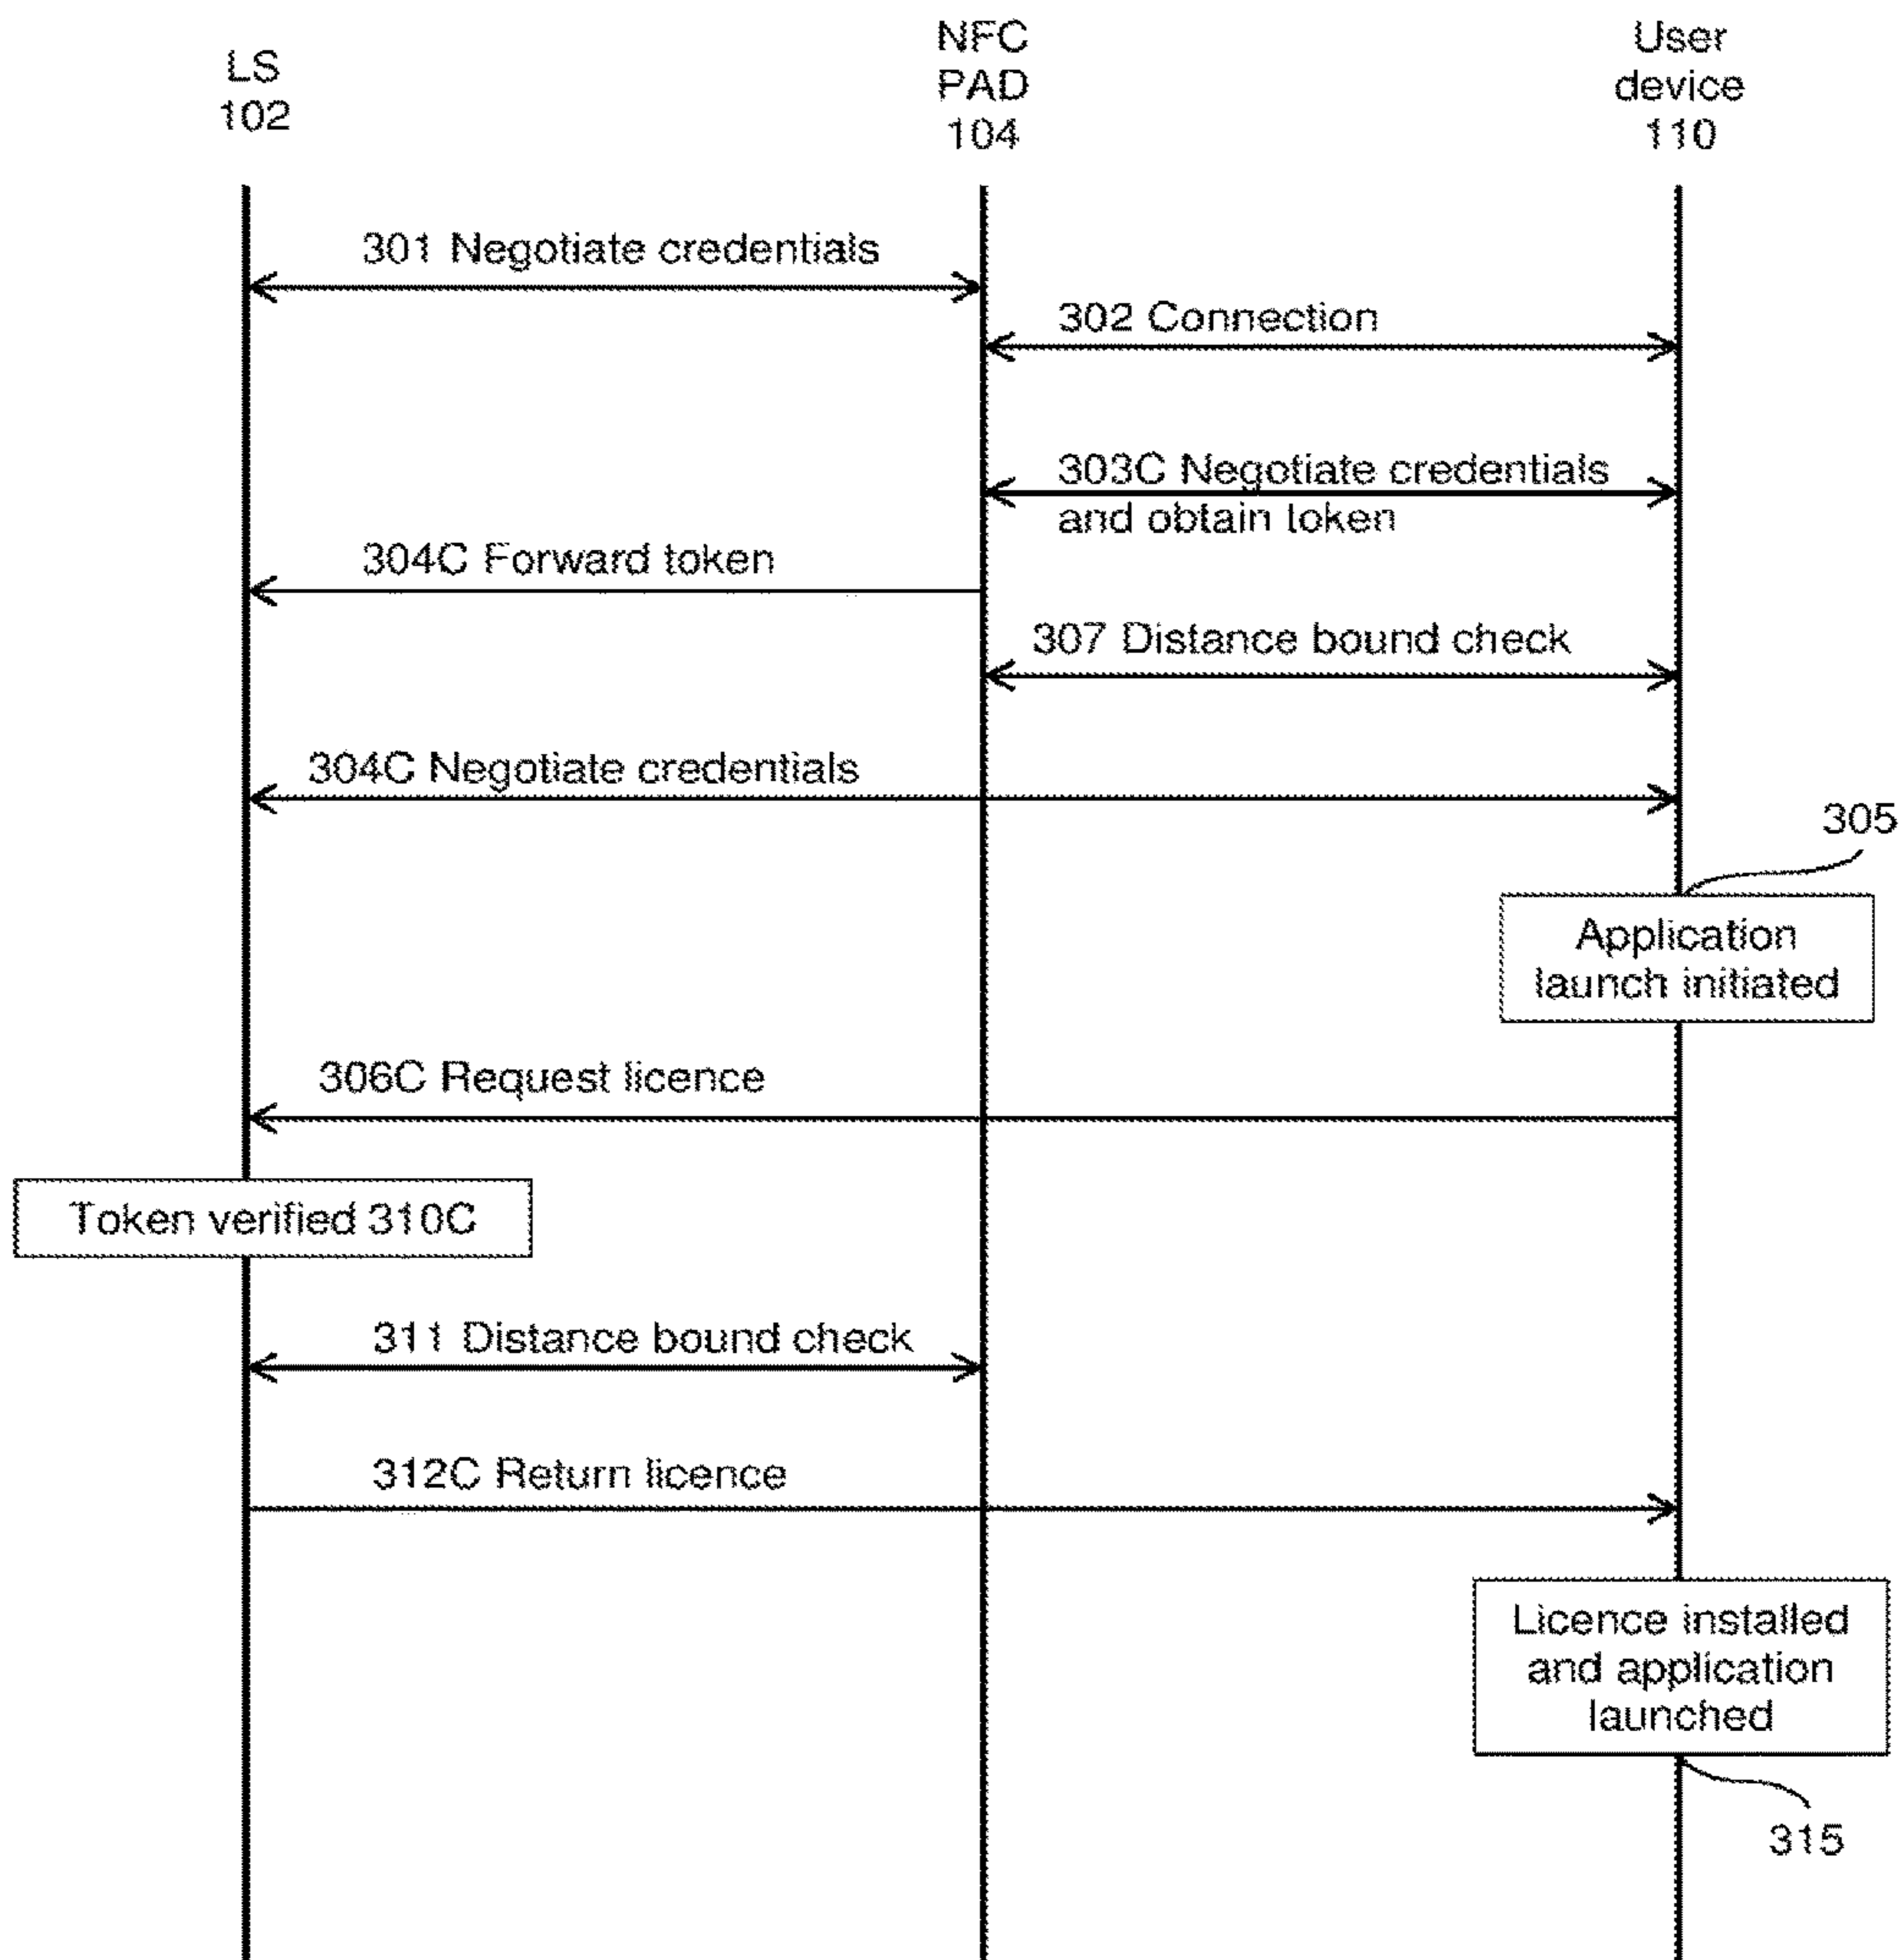 LS
102
NFC
PAD
104
User
device
110
301 Negotiate credentials
302 Connection
303C Negotiate credentials
and obtain token
304C Forward token
307 Distance bound check
304C Negotiate credentials
305
Application
launch initiated
306C Request licence
Token verified 310C
311 Distance bound check
312C Return licence
Licence installed
and application
launched
315